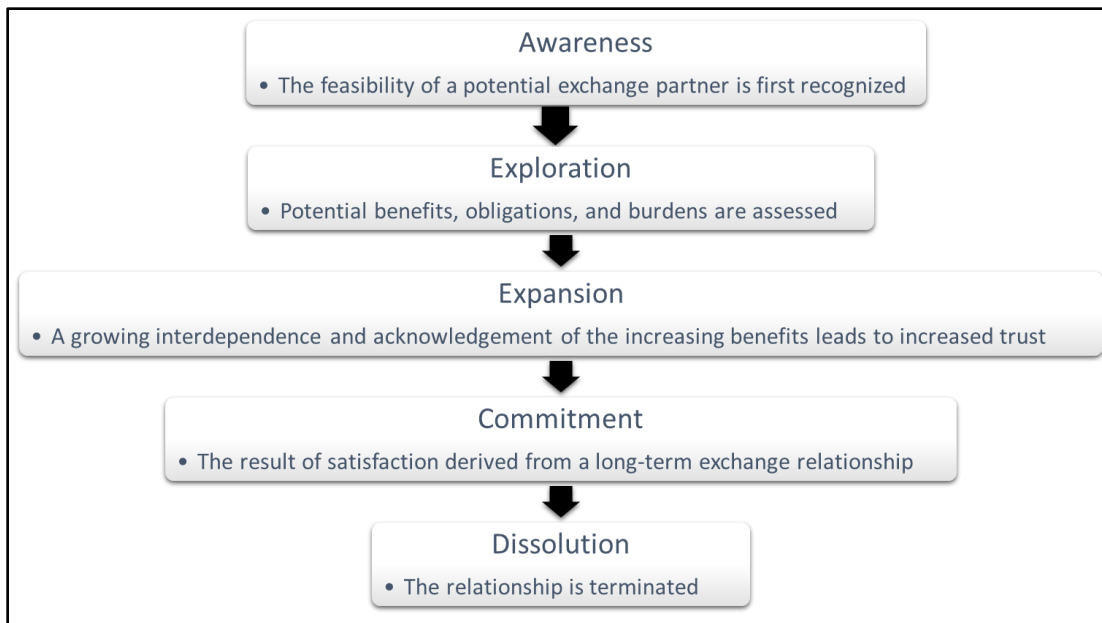 Awareness
• The feasibility of a potential exchange partner is first recognized
Exploration
• Potential benefits, obligations, and burdens are assessed
Expansion
• A growing interdependence and acknowledgement of the increasing benefits leads to increased trust
Commitment
• The result of satisfaction derived from a long-term exchange relationship
Dissolution
• The relationship is terminated